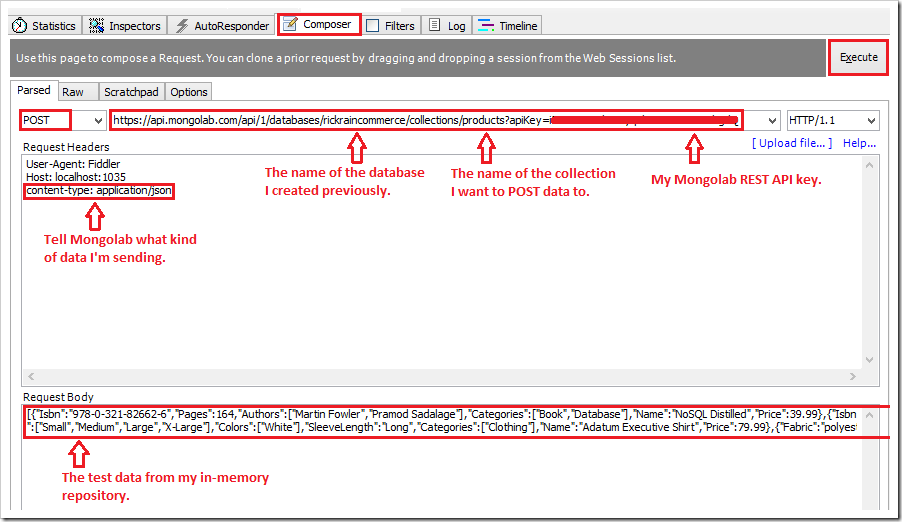 Statistics Inspectors AutoResponder Composer Filters Log Timeline
Use this page to compose a Request. You can clone a prior request by dragging and dropping a session from the Web Sessions list.
Execute
Parsed Raw Scratchpad Options
POST https://api.mongolab.com/api/1/databases/rickraincommerce/collections/products?apiKey= HTTP/1.1
Request Headers
[ Upload file... ] Help...
User-Agent: Fiddler
Host: localhost:1035
content-type: application/json
The name of the database
I created previously.
The name of the collection
I want to POST data to.
My Mongolab REST API key.
Tell Mongolab what kind
of data I'm sending.
Request Body
[{"Isbn":"978-0-321-82662-6","Pages":164,"Authors":["Martin Fowler","Pramod Sadalage"],"Categories":["Book","Database"],"Name":"NoSQL Distilled","Price":39.99},{"Isbn
":["Small","Medium","Large","X-Large"],"Colors":["White"],"SleeveLength":"Long","Categories":["Clothing"],"Name":"Adatum Executive Shirt","Price":79.99},{"Fabric":"polyest
The test data from my in-memory
repository.